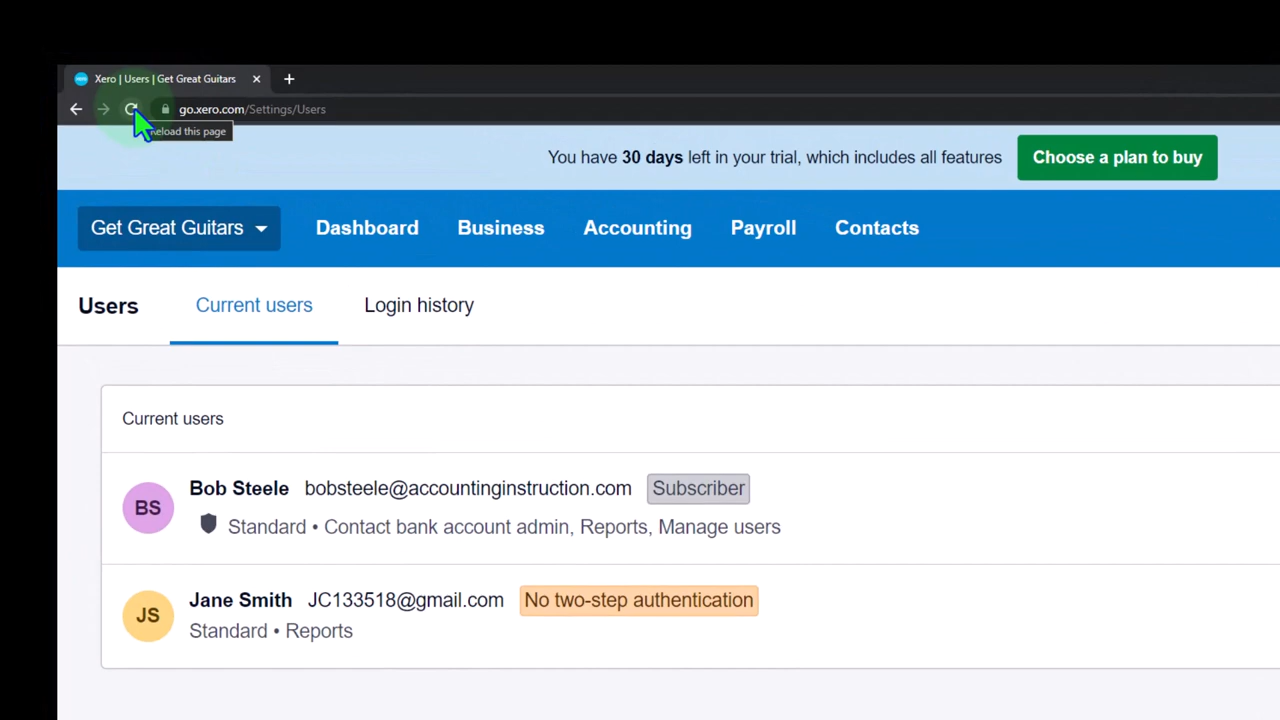 Xero | Users | Get Great Guitars
go.xero.com/Settings/Users
Reload this page
You have 30 days left in your trial, which includes all features
Choose a plan to buy
Get Great Guitars Dashboard Business Accounting Payroll Contacts
Users Current users Login history
Current users
BS
Bob Steele bobsteele@accountinginstruction.com Subscriber
Standard • Contact bank account admin, Reports, Manage users
JS
Jane Smith JC133518@gmail.com No two-step authentication
Standard • Reports